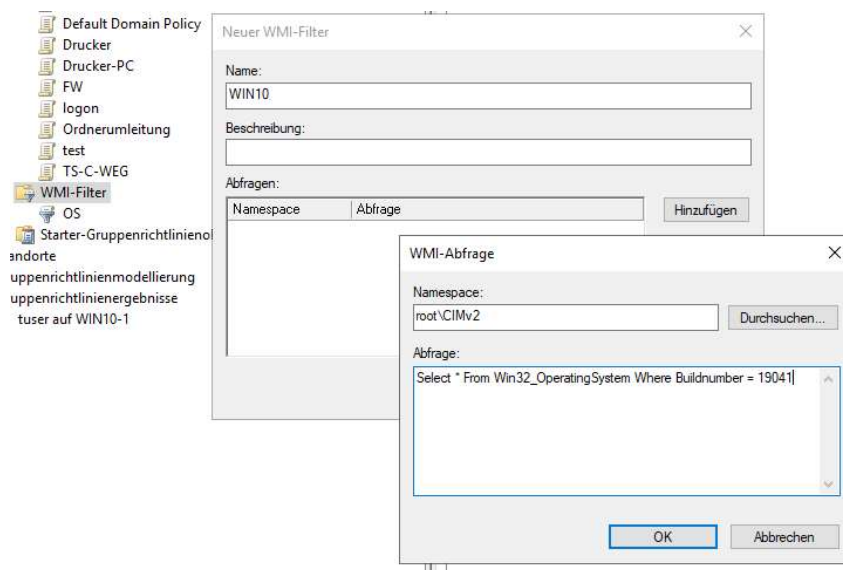 Default Domain Policy
Drucker
Drucker-PC
FW
logon
Ordnerumleitung
test
TS-C-WEG
WMI-Filter
OS
Starter-Gruppenrichtlinieno
andorte
uppenrichtlinienmodellierung
uppenrichtlinienergebnisse
tuser auf WIN10-1
Neuer WMI-Filter
Name:
WIN10
Beschreibung:
Abfragen:
Namespace Abfrage
Hinzufügen
WMI-Abfrage
Namespace:
root\CIMv2
Durchsuchen...
Abfrage:
Select * From Win32_OperatingSystem Where Buildnumber = 19041
OK Abbrechen